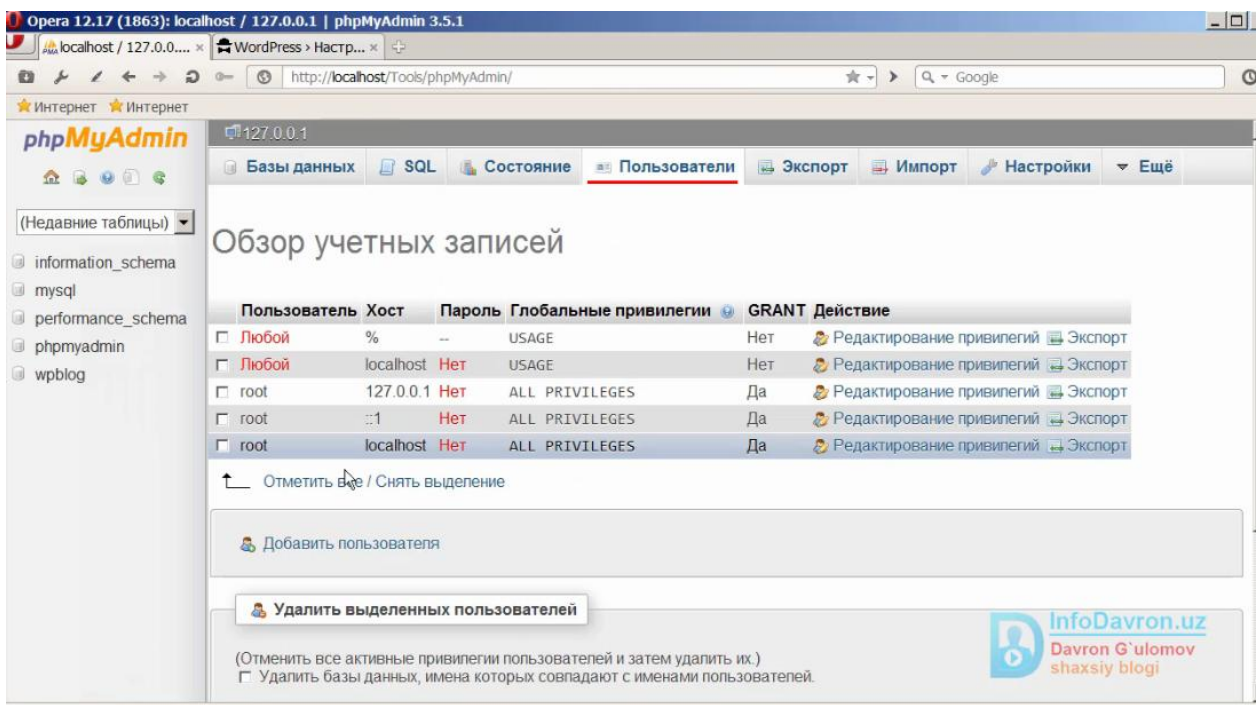 Opera 12.17 (1863): localhost / 127.0.0.1 | phpMyAdmin 3.5.1
localhost / 127.0.0.... × WordPress › Настр... ×
http://localhost/Tools/phpMyAdmin/ Google
Интернет Интернет
phpMyAdmin
(Недавние таблицы)
information_schema
mysql
performance_schema
phpmyadmin
wpblog
127.0.0.1
Базы данных SQL Состояние Пользователи Экспорт Импорт Настройки Ещё
Обзор учетных записей
Пользователь Хост Пароль Глобальные привилегии GRANT Действие
Любой % -- USAGE Нет Редактирование привилегий Экспорт
Любой localhost Нет USAGE Нет Редактирование привилегий Экспорт
root 127.0.0.1 Нет ALL PRIVILEGES Да Редактирование привилегий Экспорт
root ::1 Нет ALL PRIVILEGES Да Редактирование привилегий Экспорт
root localhost Нет ALL PRIVILEGES Да Редактирование привилегий Экспорт
Отметить все / Снять выделение
Добавить пользователя
Удалить выделенных пользователей
(Отменить все активные привилегии пользователей и затем удалить их.)
Удалить базы данных, имена которых совпадают с именами пользователей.
InfoDavron.uz
Davron G`ulomov
shaxsiy blogi